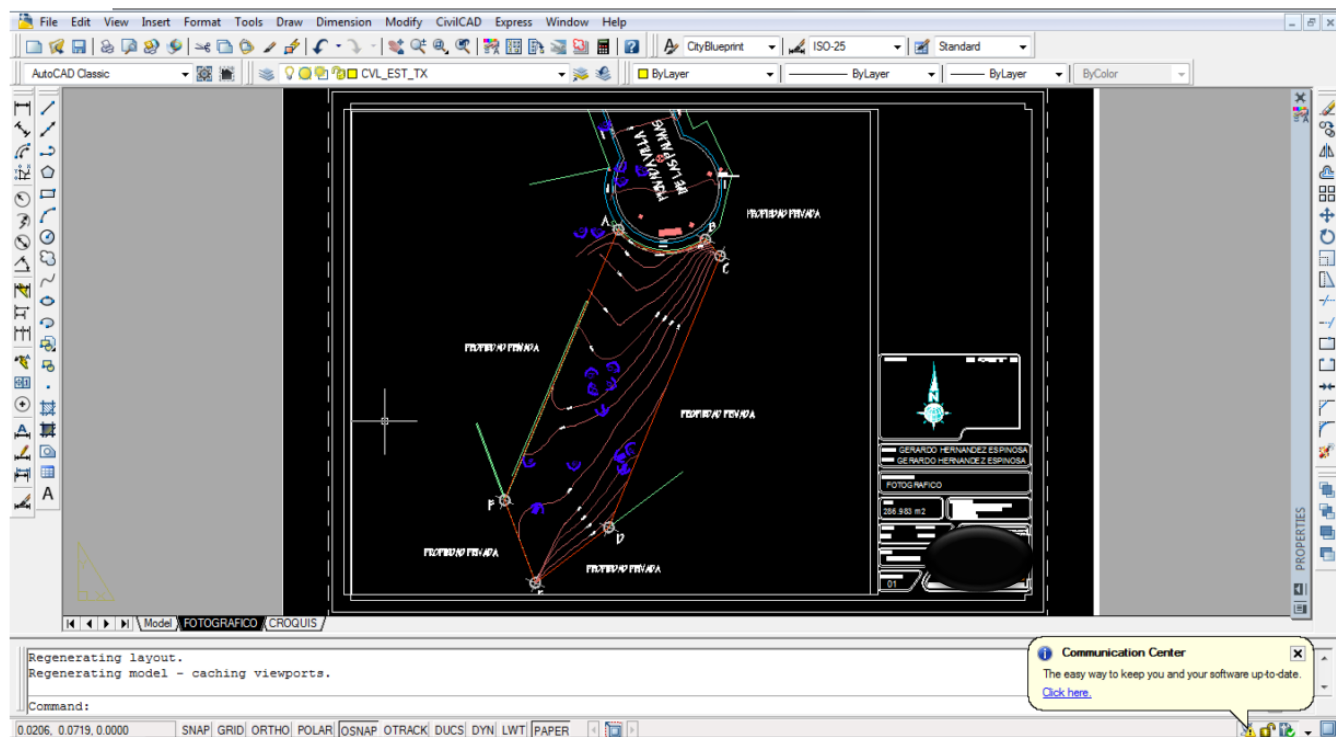 File Edit View Insert Format Tools Draw Dimension Modify CivilCAD Express Window Help
CityBlueprint ISO-25 Standard
AutoCAD Classic CVL_EST_TX ByLayer ByLayer ByLayer ByColor
A B
PROPIEDAD PRIVADA
C
PROPIEDAD PRIVADA
N
PROPIEDAD PRIVADA
GERARDO HERNANDEZ ESPINOSA
GERARDO HERNANDEZ ESPINOSA
FOTOGRAFICO
F
286.983 m2
D
PROPIEDAD PRIVADA
PROPIEDAD PRIVADA
01
PROPERTIES
Model FOTOGRAFICO CROQUIS
Regenerating layout.
Regenerating model - caching viewports.
Command:
Communication Center
The easy way to keep you and your software up-to-date.
Click here.
0.0206, 0.0719, 0.0000 SNAP GRID ORTHO POLAR OSNAP OTRACK DUCS DYN LWT PAPER